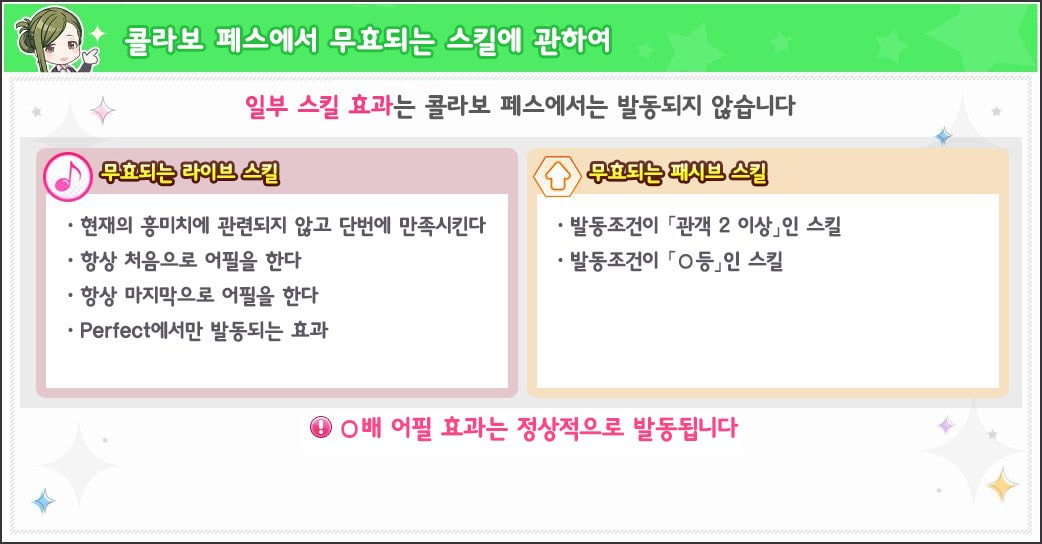 콜라보 페스에서 무효되는 스킬에 관하여
일부 스킬 효과는 콜라보 페스에서는 발동되지 않습니다
무효되는 라이브 스킬
· 현재의 흥미치에 관련되지 않고 단번에 만족시킨다
· 항상 처음으로 어필을 한다
· 항상 마지막으로 어필을 한다
· Perfect에서만 발동되는 효과
무효되는 패시브 스킬
· 발동조건이 「관객 2 이상」인 스킬
· 발동조건이 「○등」인 스킬
○배 어필 효과는 정상적으로 발동됩니다